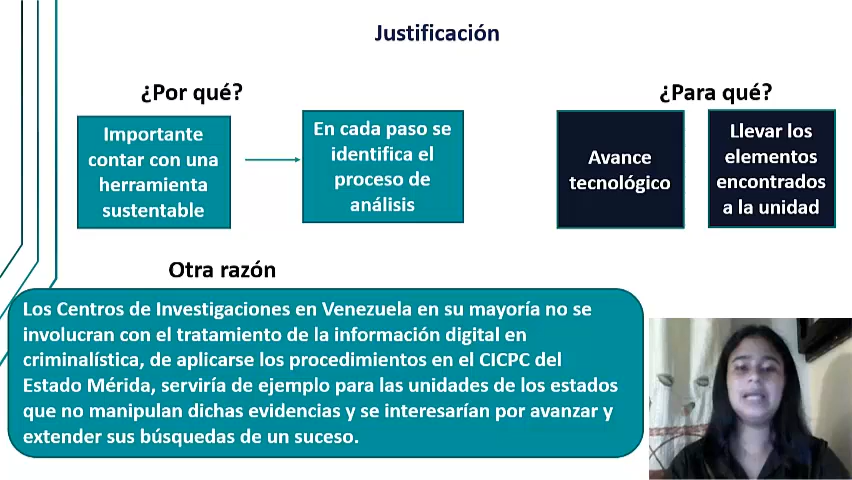 Justificación
¿Por qué?
Importante
contar con una
herramienta
sustentable
En cada paso se
identifica el
proceso de
análisis
¿Para qué?
Avance
tecnológico
Llevar los
elementos
encontrados
a la unidad
Otra razón
Los Centros de Investigaciones en Venezuela en su mayoría no se
involucran con el tratamiento de la información digital en
criminalística, de aplicarse los procedimientos en el CICPC del
Estado Mérida, serviría de ejemplo para las unidades de los estados
que no manipulan dichas evidencias y se interesarían por avanzar y
extender sus búsquedas de un suceso.